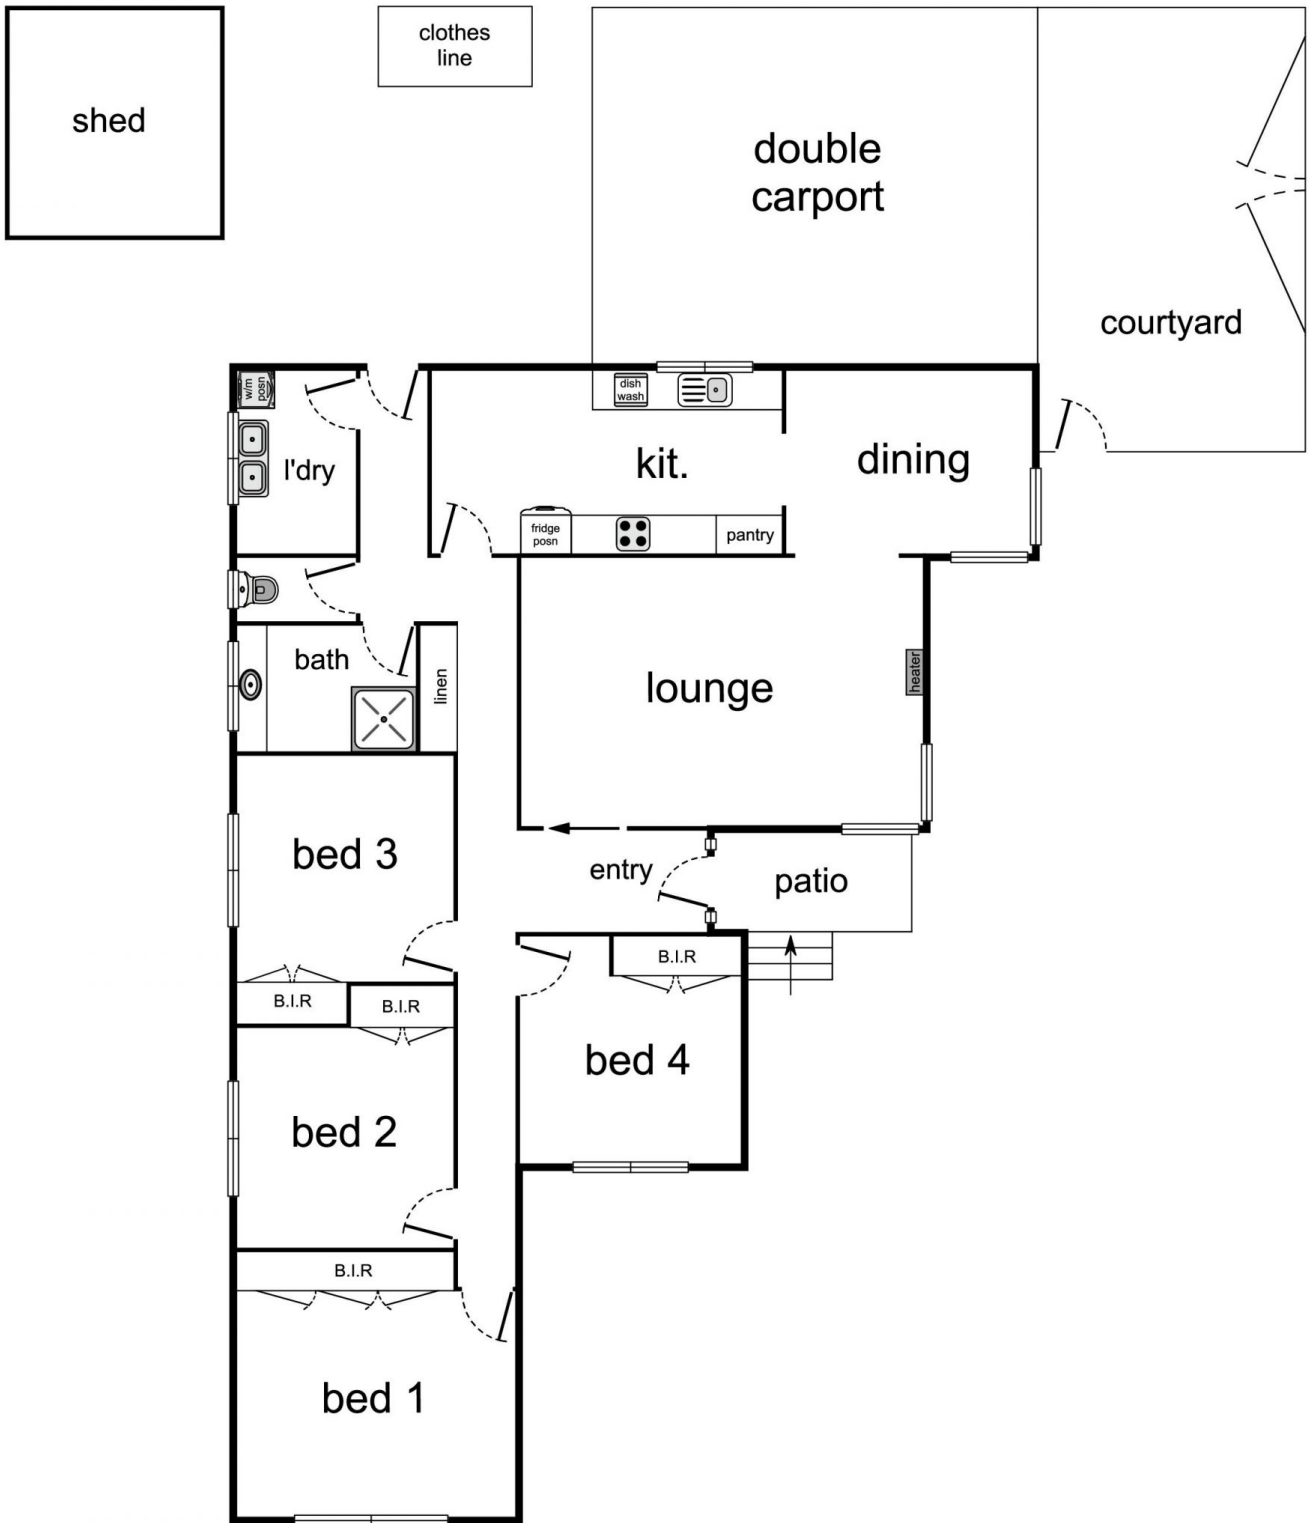 clothes
line
shed
double
carport
courtyard
w/m
posn
dish
wash
l'dry
kit.
dining
fridge
posn
pantry
bath
linen
lounge
heater
bed 3
entry
patio
B.I.R
B.I.R
B.I.R
bed 4
bed 2
B.I.R
bed 1